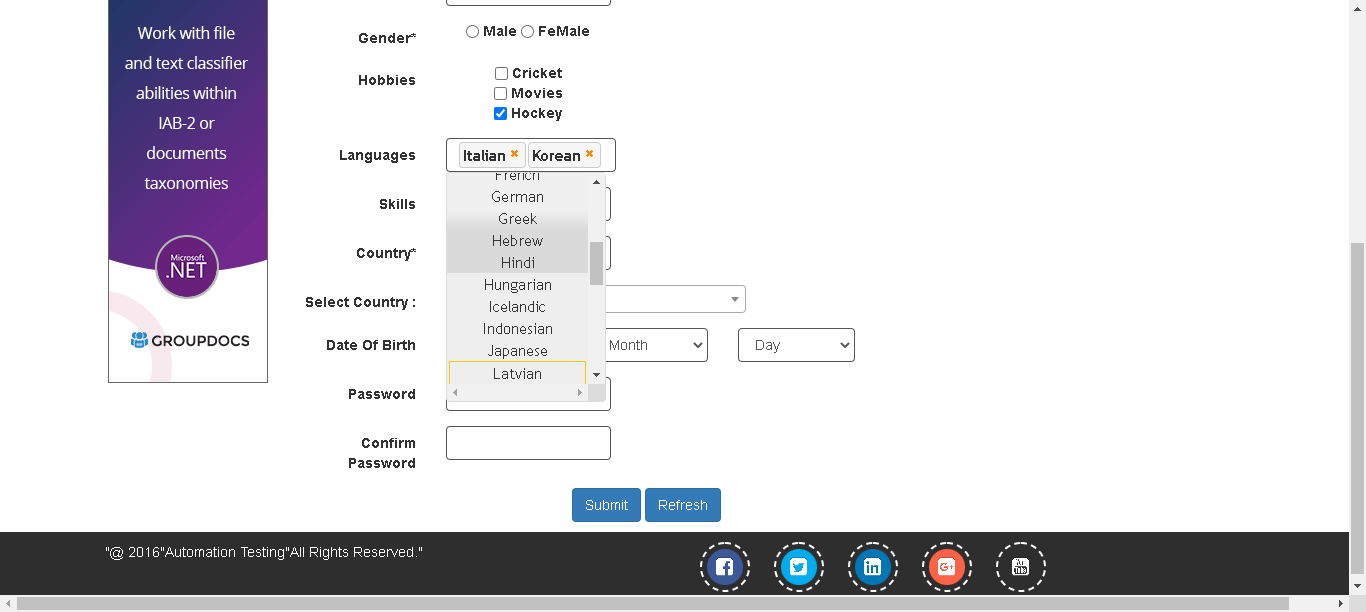 Work with file
and text classifier
abilities within
IAB-2 or
documents
taxonomies
Microsoft
.NET
GROUPDOCS
Gender*
Male FeMale
Hobbies
Cricket
Movies
Hockey
Languages
Italian Korean
French
German
Greek
Hebrew
Hindi
Hungarian
Icelandic
Indonesian
Japanese
Latvian
Skills
Country*
Select Country :
Date Of Birth
Month
Day
Password
Confirm
Password
Submit
Refresh
"@ 2016"Automation Testing"All Rights Reserved."